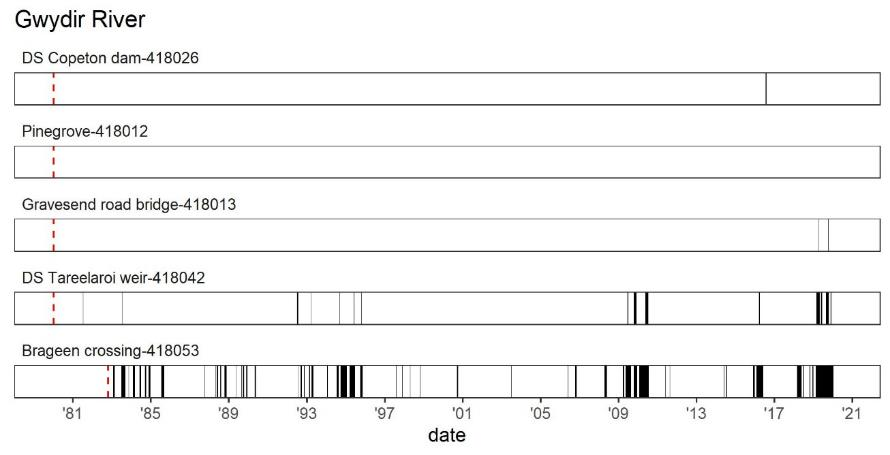 Gwydir River
DS Copeton dam-418026
Pinegrove-418012
Gravesend road bridge-418013
DS Tareelaroi weir-418042
Brageen crossing-418053
'81 '85 '89 '93 '97 '01 '05 '09 '13 '17 '21
date